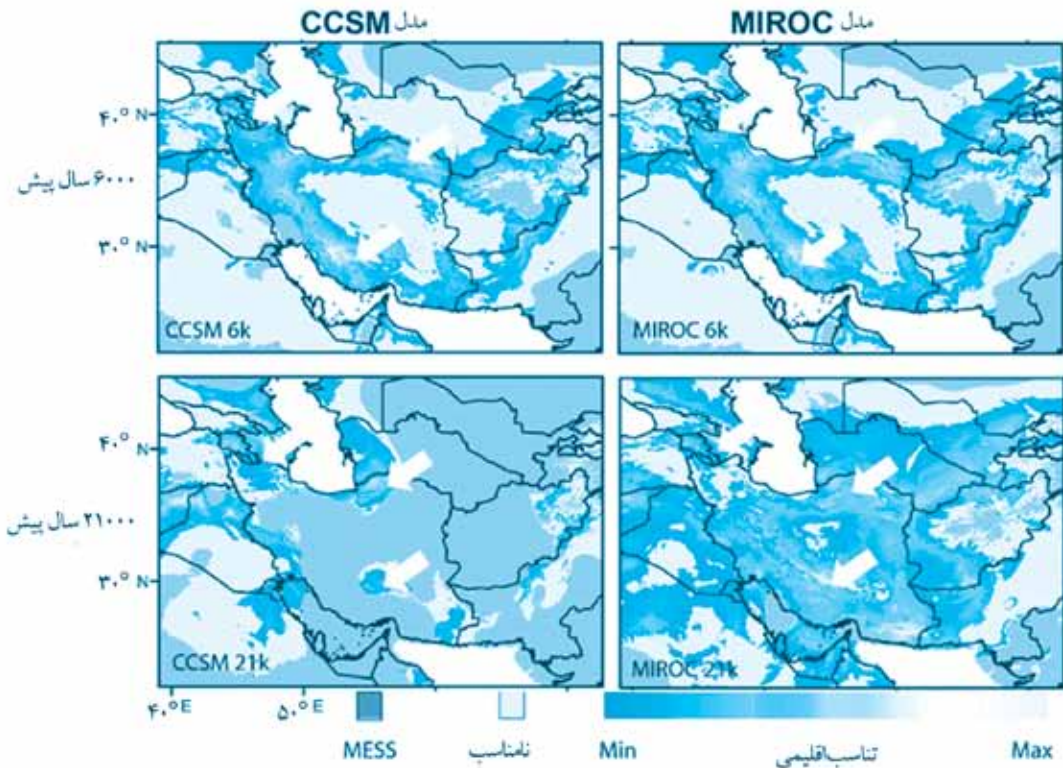 مدل CCSM
مدل MIROC
۴۰° N
۶۰۰۰ سال پیش
۳۰° N
CCSM 6k
MIROC 6k
۴۰° N
۲۱۰۰۰ سال پیش
۳۰° N
CCSM 21k
MIROC 21k
۴۰° E
۵۰° E
MESS
نامناسب
Min
تناسب‌اقلیمی
Max